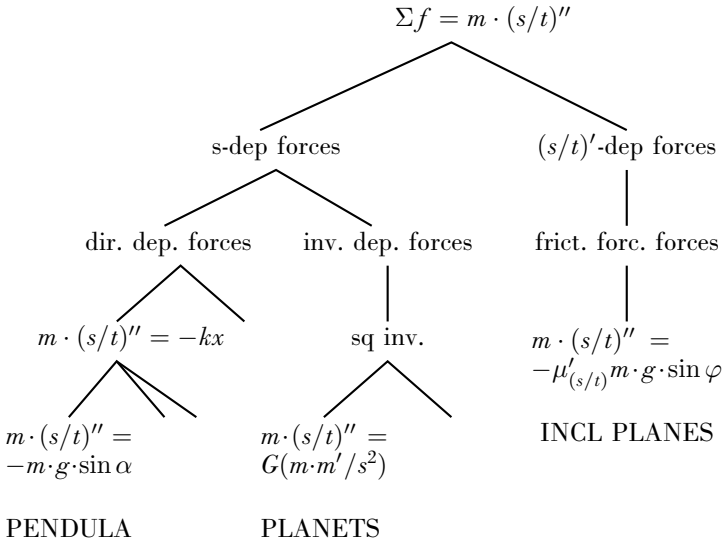 Σf = m · (s/t)″
s-dep forces
(s/t)′-dep forces
dir. dep. forces
inv. dep. forces
frict. forc. forces
m · (s/t)″ = −kx
sq inv.
m · (s/t)″ =
−μ′(s/t)m·g·sin φ
m·(s/t)″ =
−m·g·sin α
m·(s/t)″ =
G(m·m′/s²)
INCL PLANES
PENDULA
PLANETS